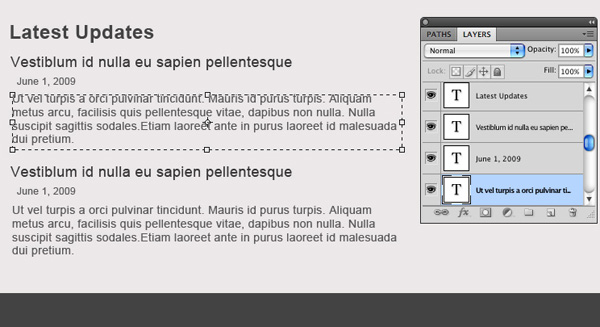 Latest Updates
Vestiblum id nulla eu sapien pellentesque
June 1, 2009
Ut vel turpis a orci pulvinar tincidunt. Mauris id purus turpis. Aliquam
metus arcu, facilisis quis pellentesque vitae, dapibus non nulla. Nulla
suscipit sagittis sodales.Etiam laoreet ante in purus laoreet id malesuada
dui pretium.
Vestiblum id nulla eu sapien pellentesque
June 1, 2009
Ut vel turpis a orci pulvinar tincidunt. Mauris id purus turpis. Aliquam
metus arcu, facilisis quis pellentesque vitae, dapibus non nulla. Nulla
suscipit sagittis sodales.Etiam laoreet ante in purus laoreet id malesuada
dui pretium.
PATHS LAYERS
Normal Opacity: 100%
Lock: Fill: 100%
T Latest Updates
T Vestiblum id nulla eu sapien pe...
T June 1, 2009
T Ut vel turpis a orci pulvinar ti...
fx